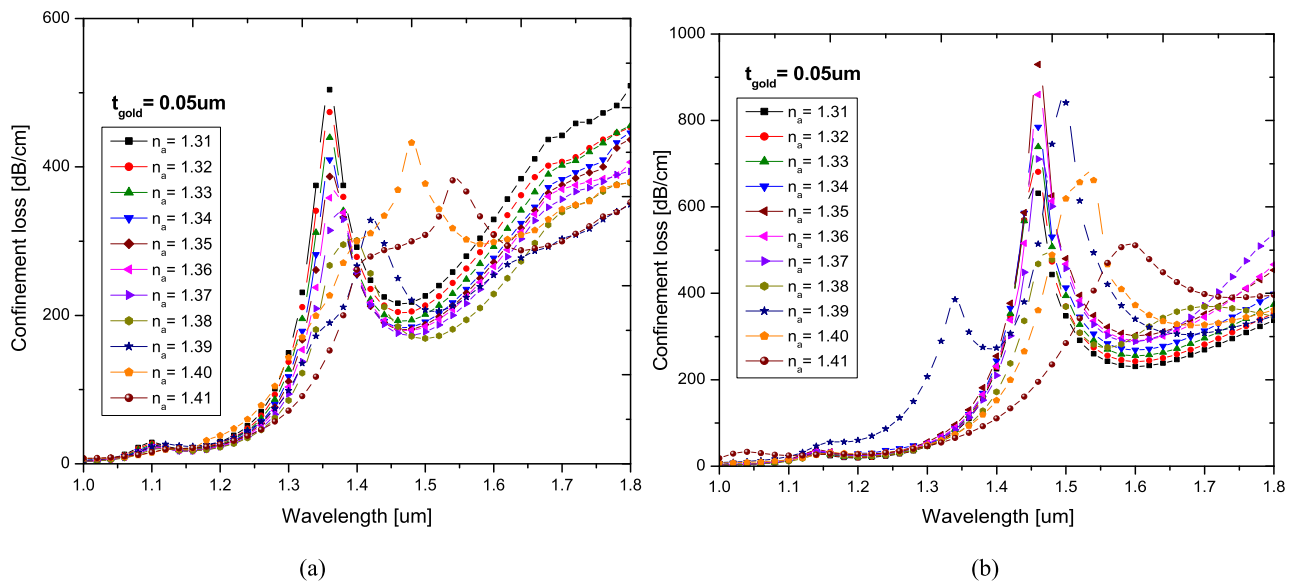 600
400
200
0
Confinement loss [dB/cm]
t_gold= 0.05um
n_a= 1.31
n_a= 1.32
n_a= 1.33
n_a= 1.34
n_a= 1.35
n_a= 1.36
n_a= 1.37
n_a= 1.38
n_a= 1.39
n_a= 1.40
n_a= 1.41
1.0 1.1 1.2 1.3 1.4 1.5 1.6 1.7 1.8
Wavelength [um]
(a)
1000
800
600
400
200
0
Confinement loss [dB/cm]
t_gold= 0.05um
n_a= 1.31
n_a= 1.32
n_a= 1.33
n_a= 1.34
n_a= 1.35
n_a= 1.36
n_a= 1.37
n_a= 1.38
n_a= 1.39
n_a= 1.40
n_a= 1.41
1.0 1.1 1.2 1.3 1.4 1.5 1.6 1.7 1.8
Wavelength [um]
(b)